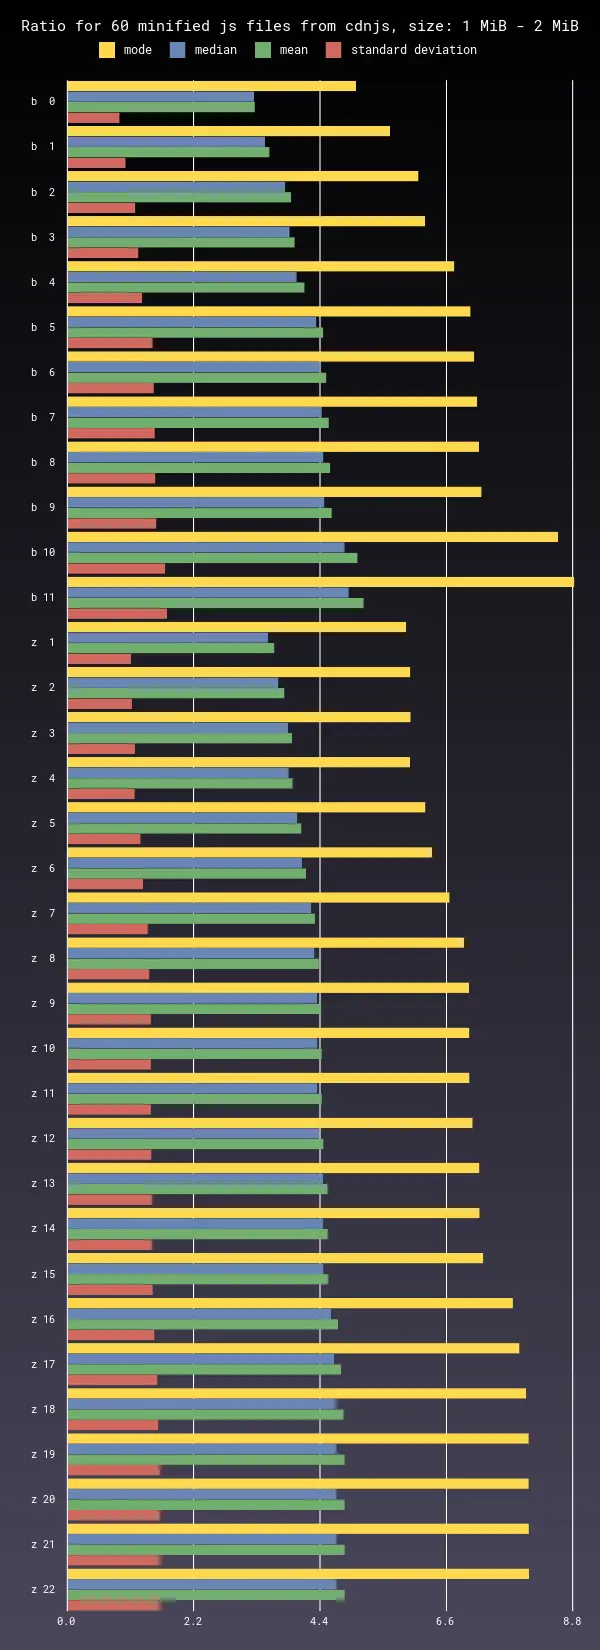 Ratio for 60 minified js files from cdnjs, size: 1 MiB - 2 MiB
mode median mean standard deviation
b 0
b 1
b 2
b 3
b 4
b 5
b 6
b 7
b 8
b 9
b 10
b 11
z 1
z 2
z 3
z 4
z 5
z 6
z 7
z 8
z 9
z 10
z 11
z 12
z 13
z 14
z 15
z 16
z 17
z 18
z 19
z 20
z 21
z 22
0.0 2.2 4.4 6.6 8.8